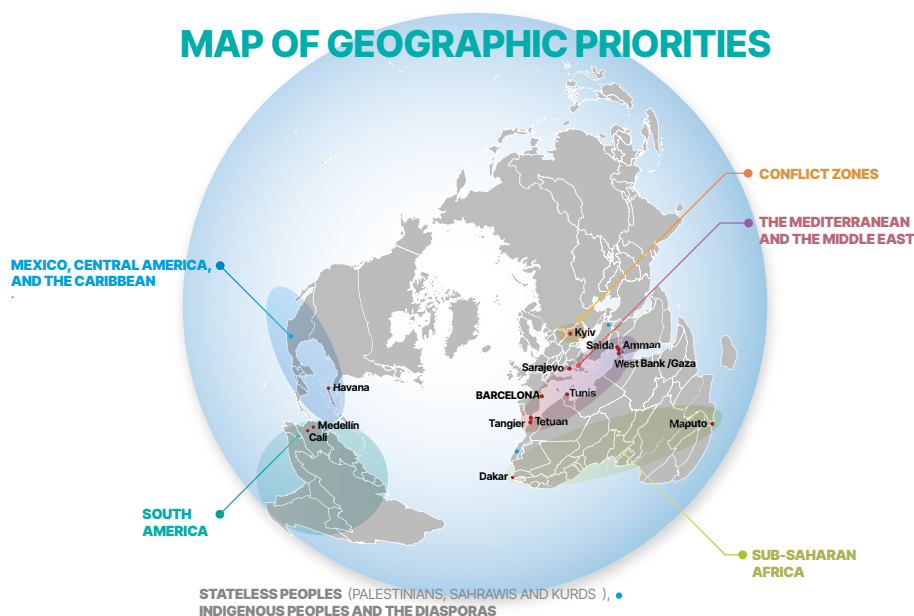 MAP OF GEOGRAPHIC PRIORITIES
CONFLICT ZONES
THE MEDITERRANEAN
AND THE MIDDLE EAST
MEXICO, CENTRAL AMERICA,
AND THE CARIBBEAN
.
Kyiv
Saida
Amman
West Bank /Gaza
Sarajevo
Havana
BARCELONA
Tunis
Tangier
Tetuan
Maputo
Medellín
Cali
Dakar
SOUTH
AMERICA
SUB-SAHARAN
AFRICA
STATELESS PEOPLES (PALESTINIANS, SAHRAWIS AND KURDS ),
INDIGENOUS PEOPLES AND THE DIASPORAS